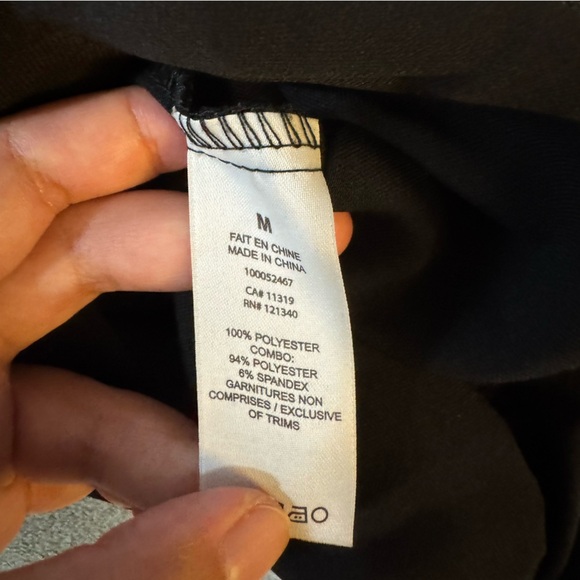 M
FAIT EN CHINE
MADE IN CHINA
100052467
CA# 11319
RN# 121340
100% POLYESTER
COMBO:
94% POLYESTER
6% SPANDEX
GARNITURES NON
COMPRISES / EXCLUSIVE
OF TRIMS